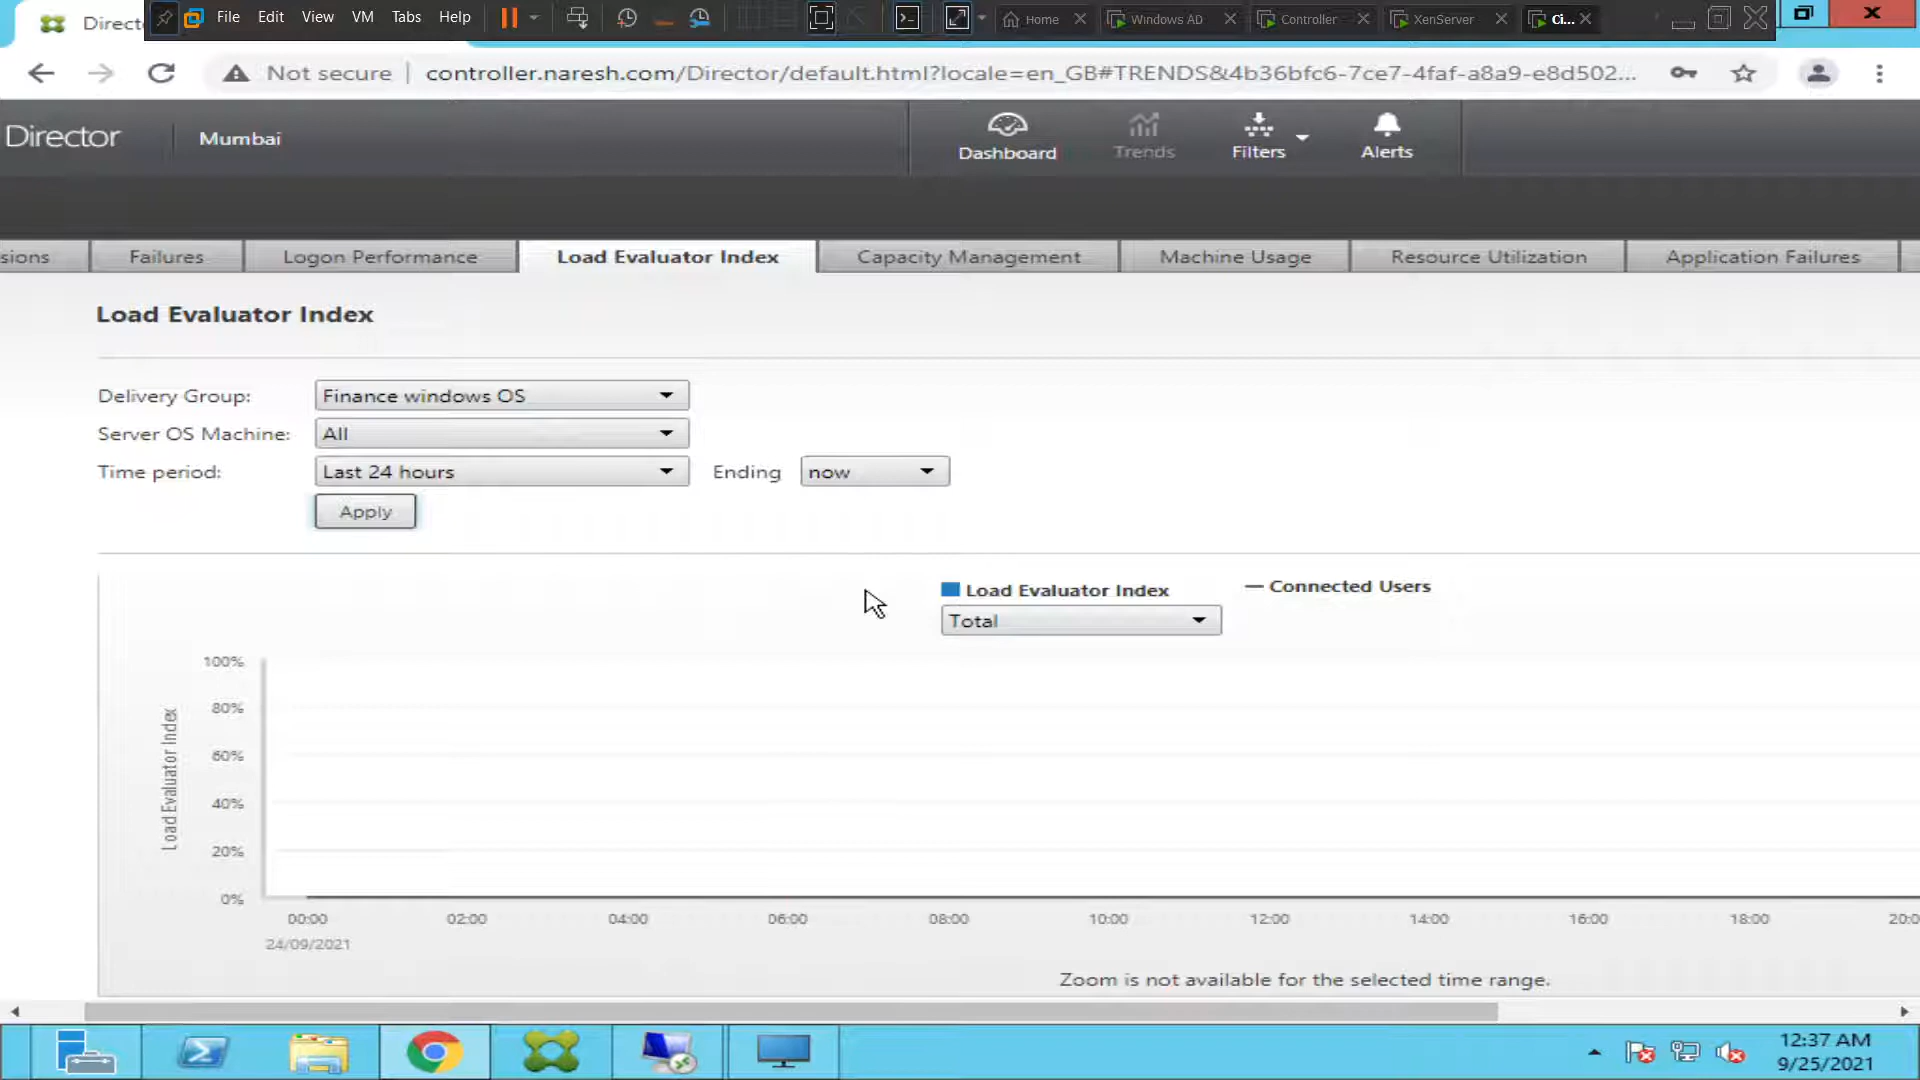 Directo
File Edit View VM Tabs Help
Home Windows AD Controller XenServer Ci...
Not secure controller.naresh.com/Director/default.html?locale=en_GB#TRENDS&4b36bfc6-7ce7-4faf-a8a9-e8d502...
Director Mumbai Dashboard Trends Filters Alerts
sions Failures Logon Performance Load Evaluator Index Capacity Management Machine Usage Resource Utilization Application Failures
Load Evaluator Index
Delivery Group: Finance windows OS
Server OS Machine: All
Time period: Last 24 hours Ending now
Apply
Load Evaluator Index Connected Users
Total
Load Evaluator Index
100%
80%
60%
40%
20%
0%
00:00 02:00 04:00 06:00 08:00 10:00 12:00 14:00 16:00 18:00 20:0
24/09/2021
Zoom is not available for the selected time range.
12:37 AM
9/25/2021